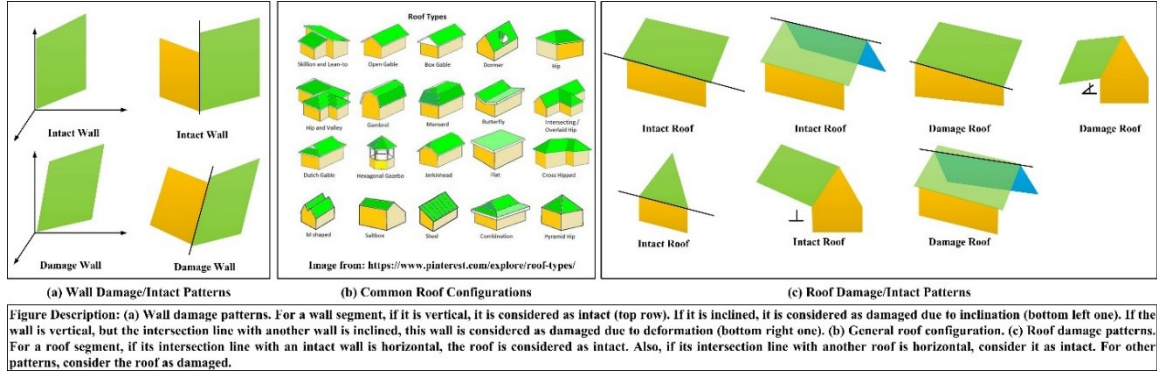 Intact Wall
Intact Wall
Damage Wall
Damage Wall
(a) Wall Damage/Intact Patterns
Roof Types
Skillion and Lean-to
Open Gable
Box Gable
Dormer
Hip
Hip and Valley
Gambrel
Mansard
Butterfly
Intersecting /
Overlaid Hip
Dutch Gable
Hexagonal Gazebo
Jerkinhead
Flat
Cross Hipped
M-shaped
Saltbox
Shed
Combination
Pyramid Hip
Image from: https://www.pinterest.com/explore/roof-types/
(b) Common Roof Configurations
Intact Roof
Intact Roof
Damage Roof
Damage Roof
Intact Roof
Intact Roof
Damage Roof
(c) Roof Damage/Intact Patterns
Figure Description: (a) Wall damage patterns. For a wall segment, if it is vertical, it is considered as intact (top row). If it is inclined, it is considered as damaged due to inclination (bottom left one). If the
wall is vertical, but the intersection line with another wall is inclined, this wall is considered as damaged due to deformation (bottom right one). (b) General roof configuration. (c) Roof damage patterns.
For a roof segment, if its intersection line with an intact wall is horizontal, the roof is considered as intact. Also, if its intersection line with another roof is horizontal, consider it as intact. For other
patterns, consider the roof as damaged.